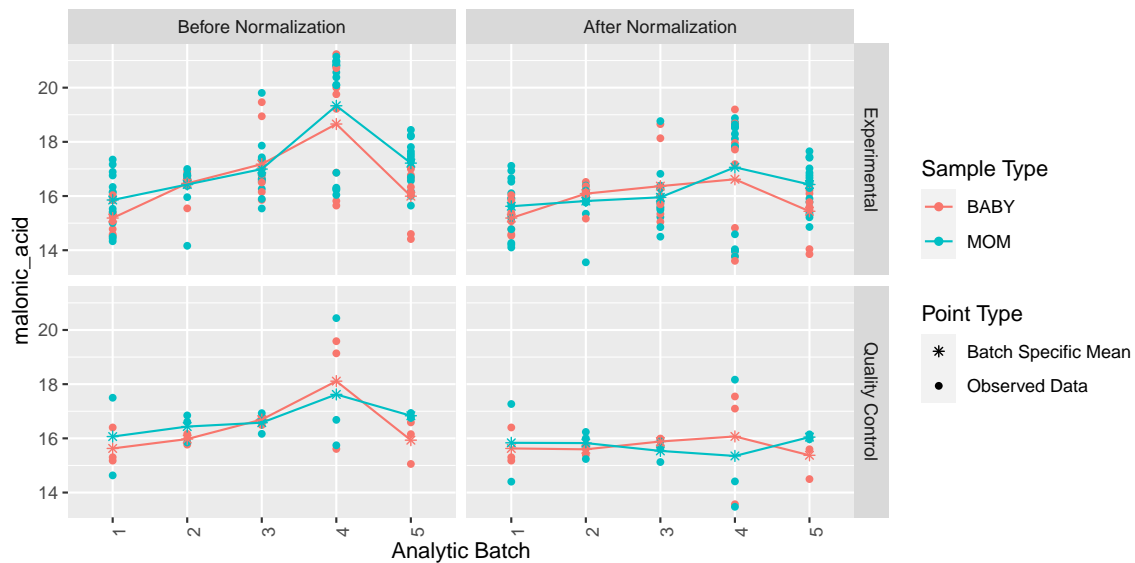 Before Normalization
After Normalization
malonic_acid
20
18
16
14
Experimental
20
18
16
14
Quality Control
1
2
3
4
5
1
2
3
4
5
Analytic Batch
Sample Type
BABY
MOM
Point Type
Batch Specific Mean
Observed Data